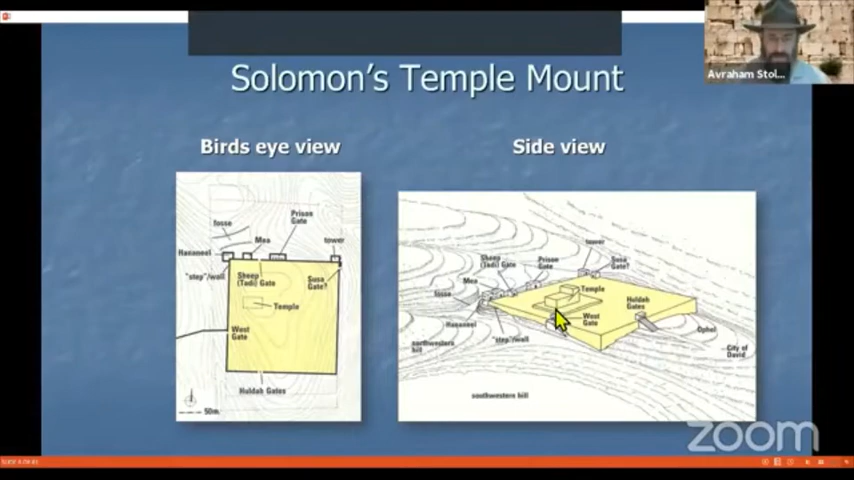 Avraham Stol...
Solomon's Temple Mount
Birds eye view
Side view
fosse
Prison
Gate
Mea
tower
Hananeel
"step"/wall
Sheep
(Tadi) Gate
Susa
Gate?
Temple
West
Gate
Huldah Gates
50m
tower
Sheep
(Tadi) Gate
Prison
Gate
Susa
Gate?
Mea
fosse
Temple
Huldah
Gates
Hananeel
West
Gate
Ophel
northwestern
hill
"step"/wall
City of
David
southwestern hill
zoom